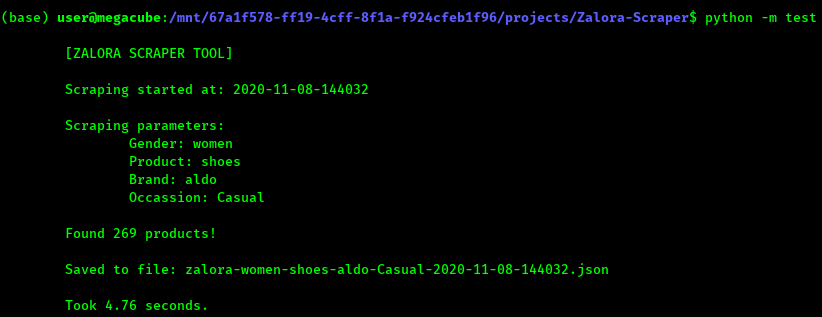 (base) user@megacube:/mnt/67a1f578-ff19-4cff-8f1a-f924cfeb1f96/projects/Zalora-Scraper$ python -m test
[ZALORA SCRAPER TOOL]
Scraping started at: 2020-11-08-144032
Scraping parameters:
Gender: women
Product: shoes
Brand: aldo
Occassion: Casual
Found 269 products!
Saved to file: zalora-women-shoes-aldo-Casual-2020-11-08-144032.json
Took 4.76 seconds.